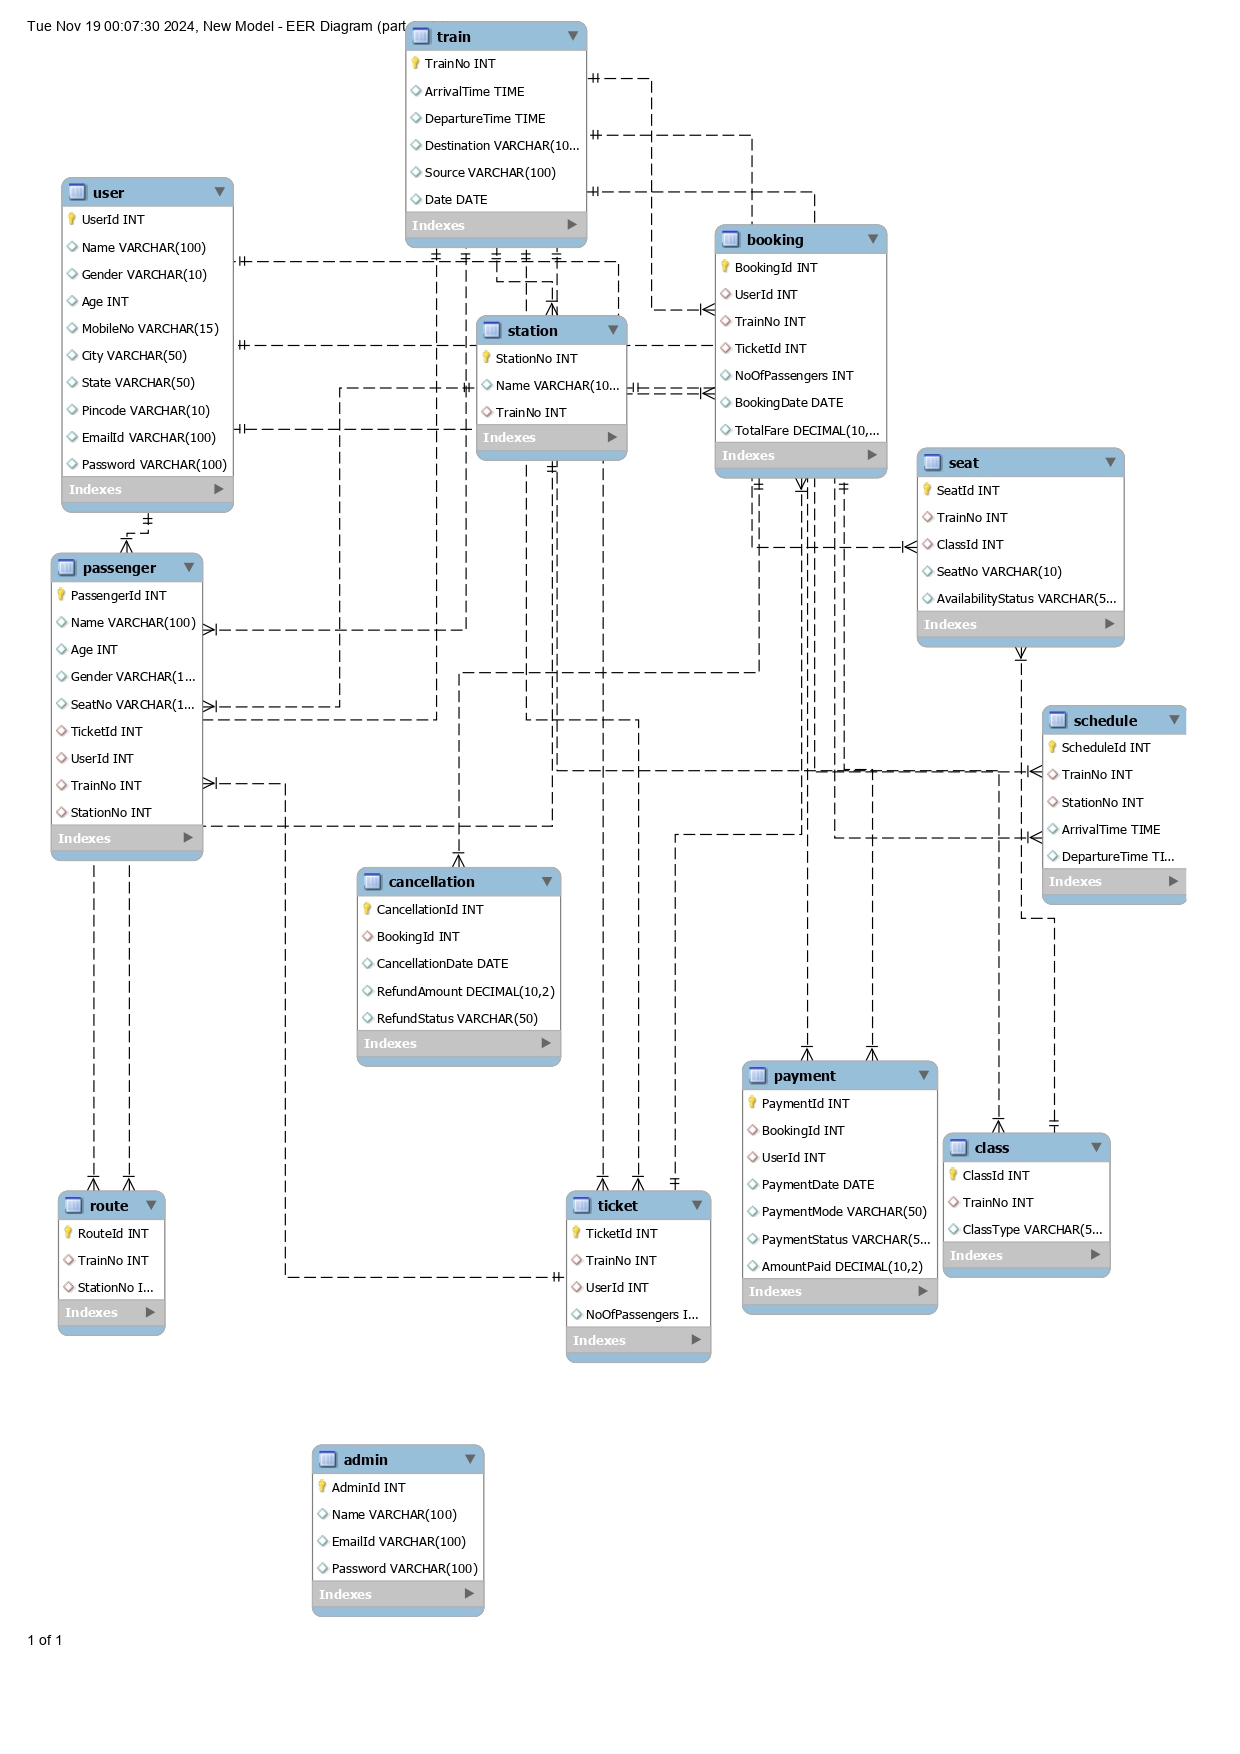 Tue Nov 19 00:07:30 2024, New Model - EER Diagram (part
train
TrainNo INT
ArrivalTime TIME
DepartureTime TIME
Destination VARCHAR(10...
Source VARCHAR(100)
Date DATE
Indexes
user
UserId INT
Name VARCHAR(100)
Gender VARCHAR(10)
Age INT
MobileNo VARCHAR(15)
City VARCHAR(50)
State VARCHAR(50)
Pincode VARCHAR(10)
EmailId VARCHAR(100)
Password VARCHAR(100)
Indexes
booking
BookingId INT
UserId INT
TrainNo INT
TicketId INT
NoOfPassengers INT
BookingDate DATE
TotalFare DECIMAL(10,...
Indexes
station
StationNo INT
Name VARCHAR(10...
TrainNo INT
Indexes
seat
SeatId INT
TrainNo INT
ClassId INT
SeatNo VARCHAR(10)
AvailabilityStatus VARCHAR(5...
Indexes
passenger
PassengerId INT
Name VARCHAR(100)
Age INT
Gender VARCHAR(1...
SeatNo VARCHAR(1...
TicketId INT
UserId INT
TrainNo INT
StationNo INT
Indexes
schedule
ScheduleId INT
TrainNo INT
StationNo INT
ArrivalTime TIME
DepartureTime TI...
Indexes
cancellation
CancellationId INT
BookingId INT
CancellationDate DATE
RefundAmount DECIMAL(10,2)
RefundStatus VARCHAR(50)
Indexes
payment
PaymentId INT
BookingId INT
UserId INT
PaymentDate DATE
PaymentMode VARCHAR(50)
PaymentStatus VARCHAR(5...
AmountPaid DECIMAL(10,2)
Indexes
class
ClassId INT
TrainNo INT
ClassType VARCHAR(5...
Indexes
route
RouteId INT
TrainNo INT
StationNo I...
Indexes
ticket
TicketId INT
TrainNo INT
UserId INT
NoOfPassengers I...
Indexes
admin
AdminId INT
Name VARCHAR(100)
EmailId VARCHAR(100)
Password VARCHAR(100)
Indexes
1 of 1